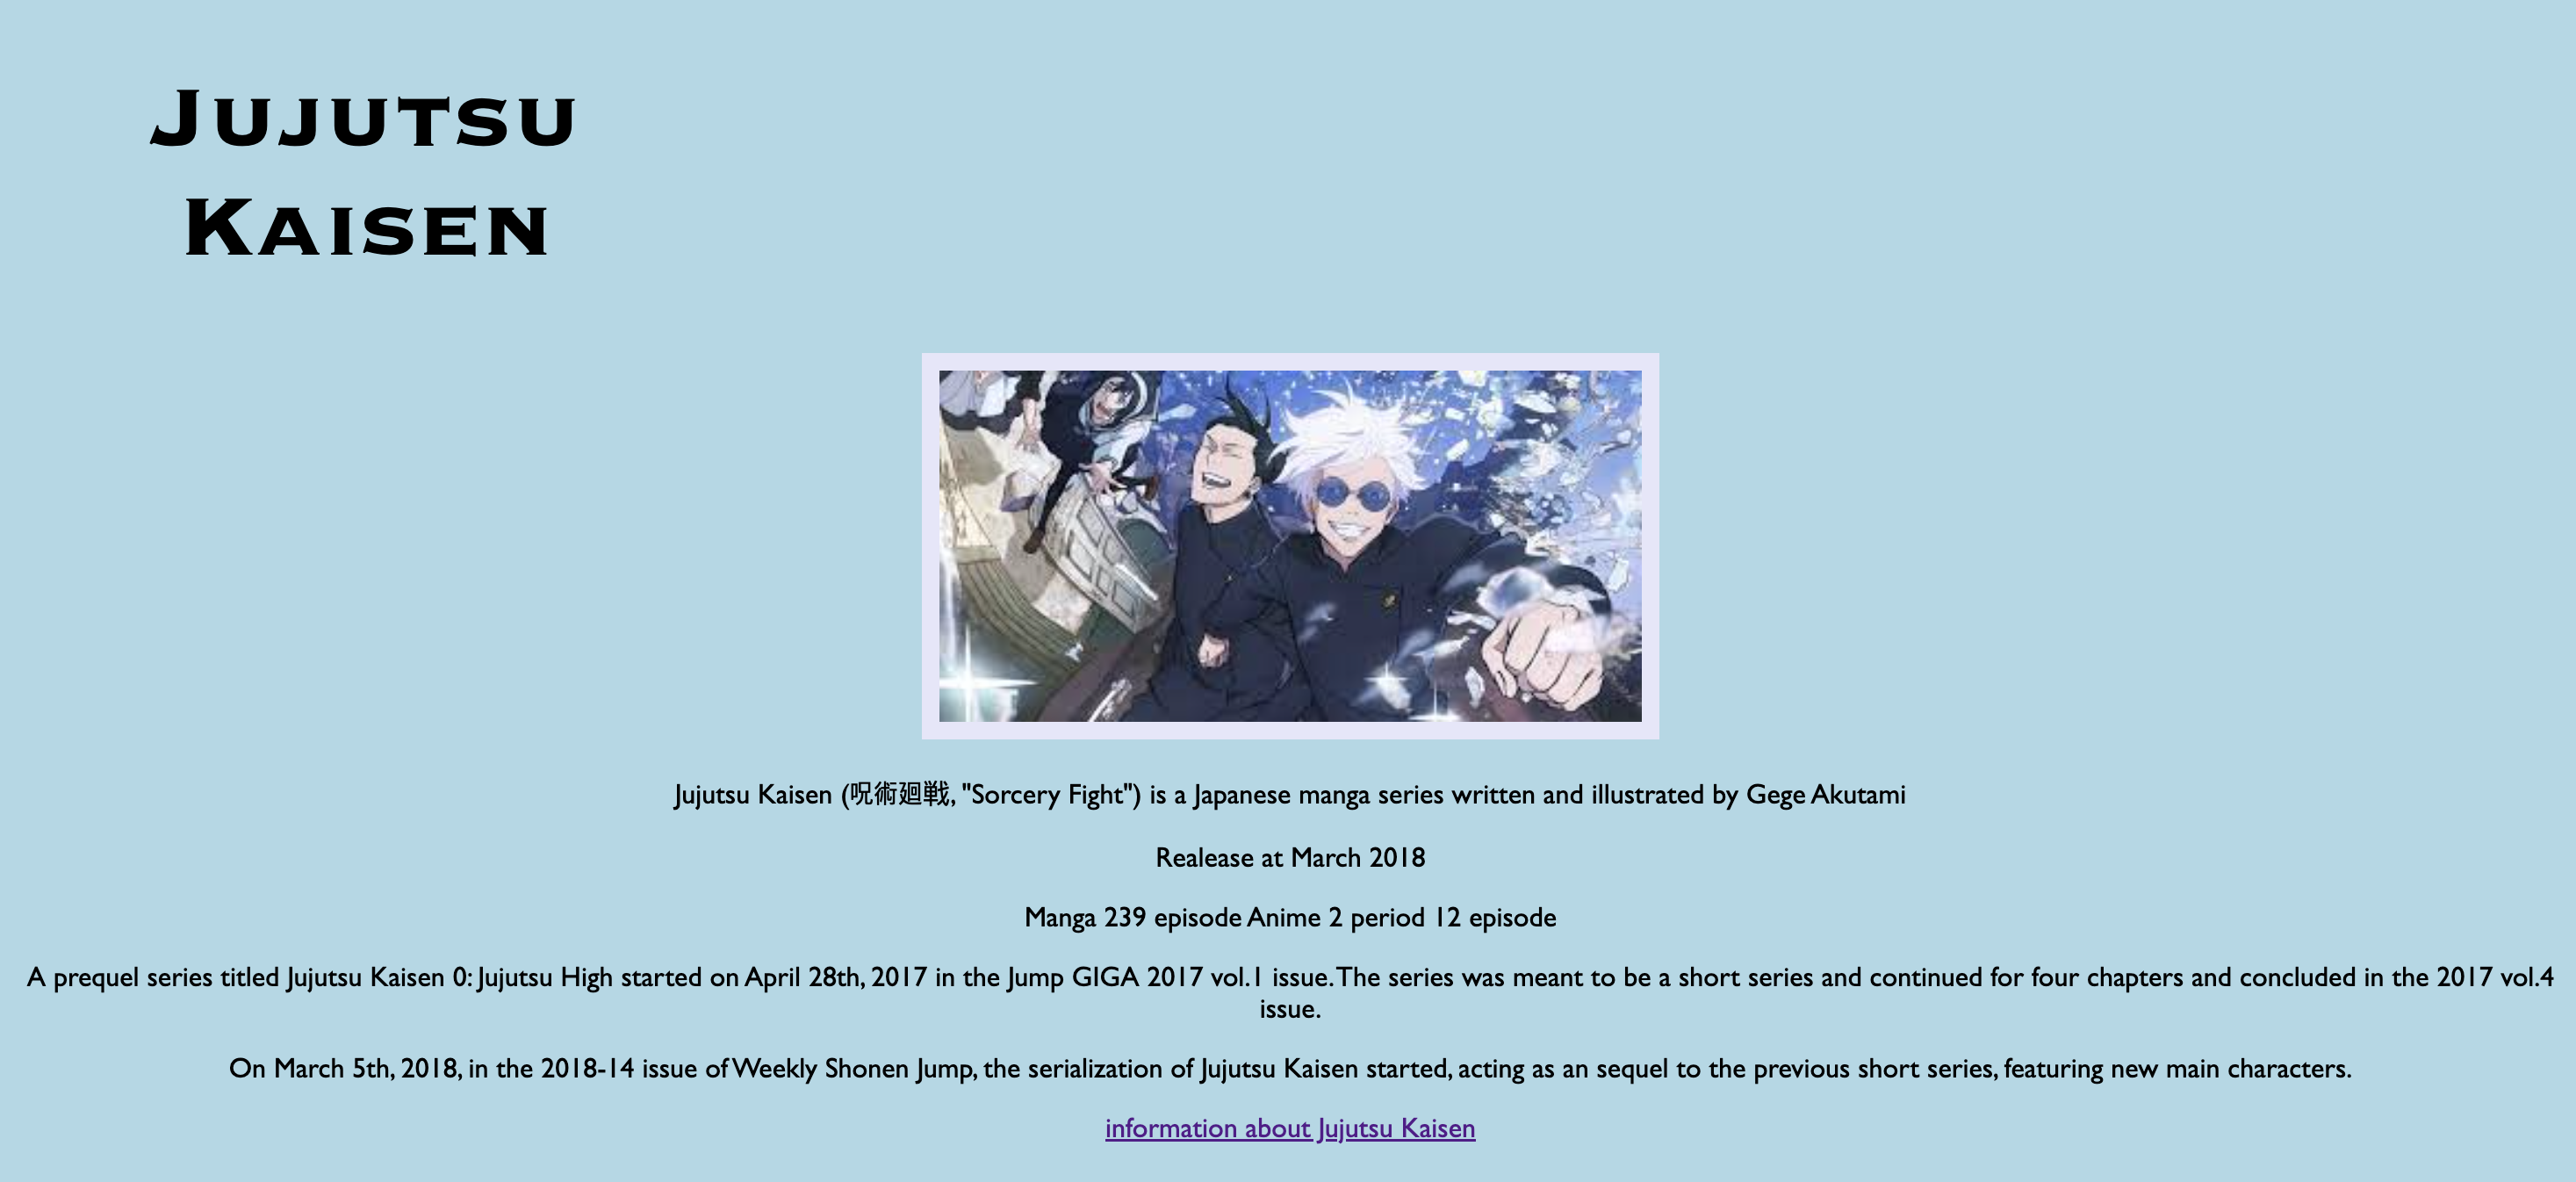 Jujutsu
Kaisen
Jujutsu Kaisen (呪術廻戦, "Sorcery Fight") is a Japanese manga series written and illustrated by Gege Akutami
Realease at March 2018
Manga 239 episode Anime 2 period 12 episode
A prequel series titled Jujutsu Kaisen 0: Jujutsu High started on April 28th, 2017 in the Jump GIGA 2017 vol.1 issue. The series was meant to be a short series and continued for four chapters and concluded in the 2017 vol.4
issue.
On March 5th, 2018, in the 2018-14 issue of Weekly Shonen Jump, the serialization of Jujutsu Kaisen started, acting as an sequel to the previous short series, featuring new main characters.
information about Jujutsu Kaisen